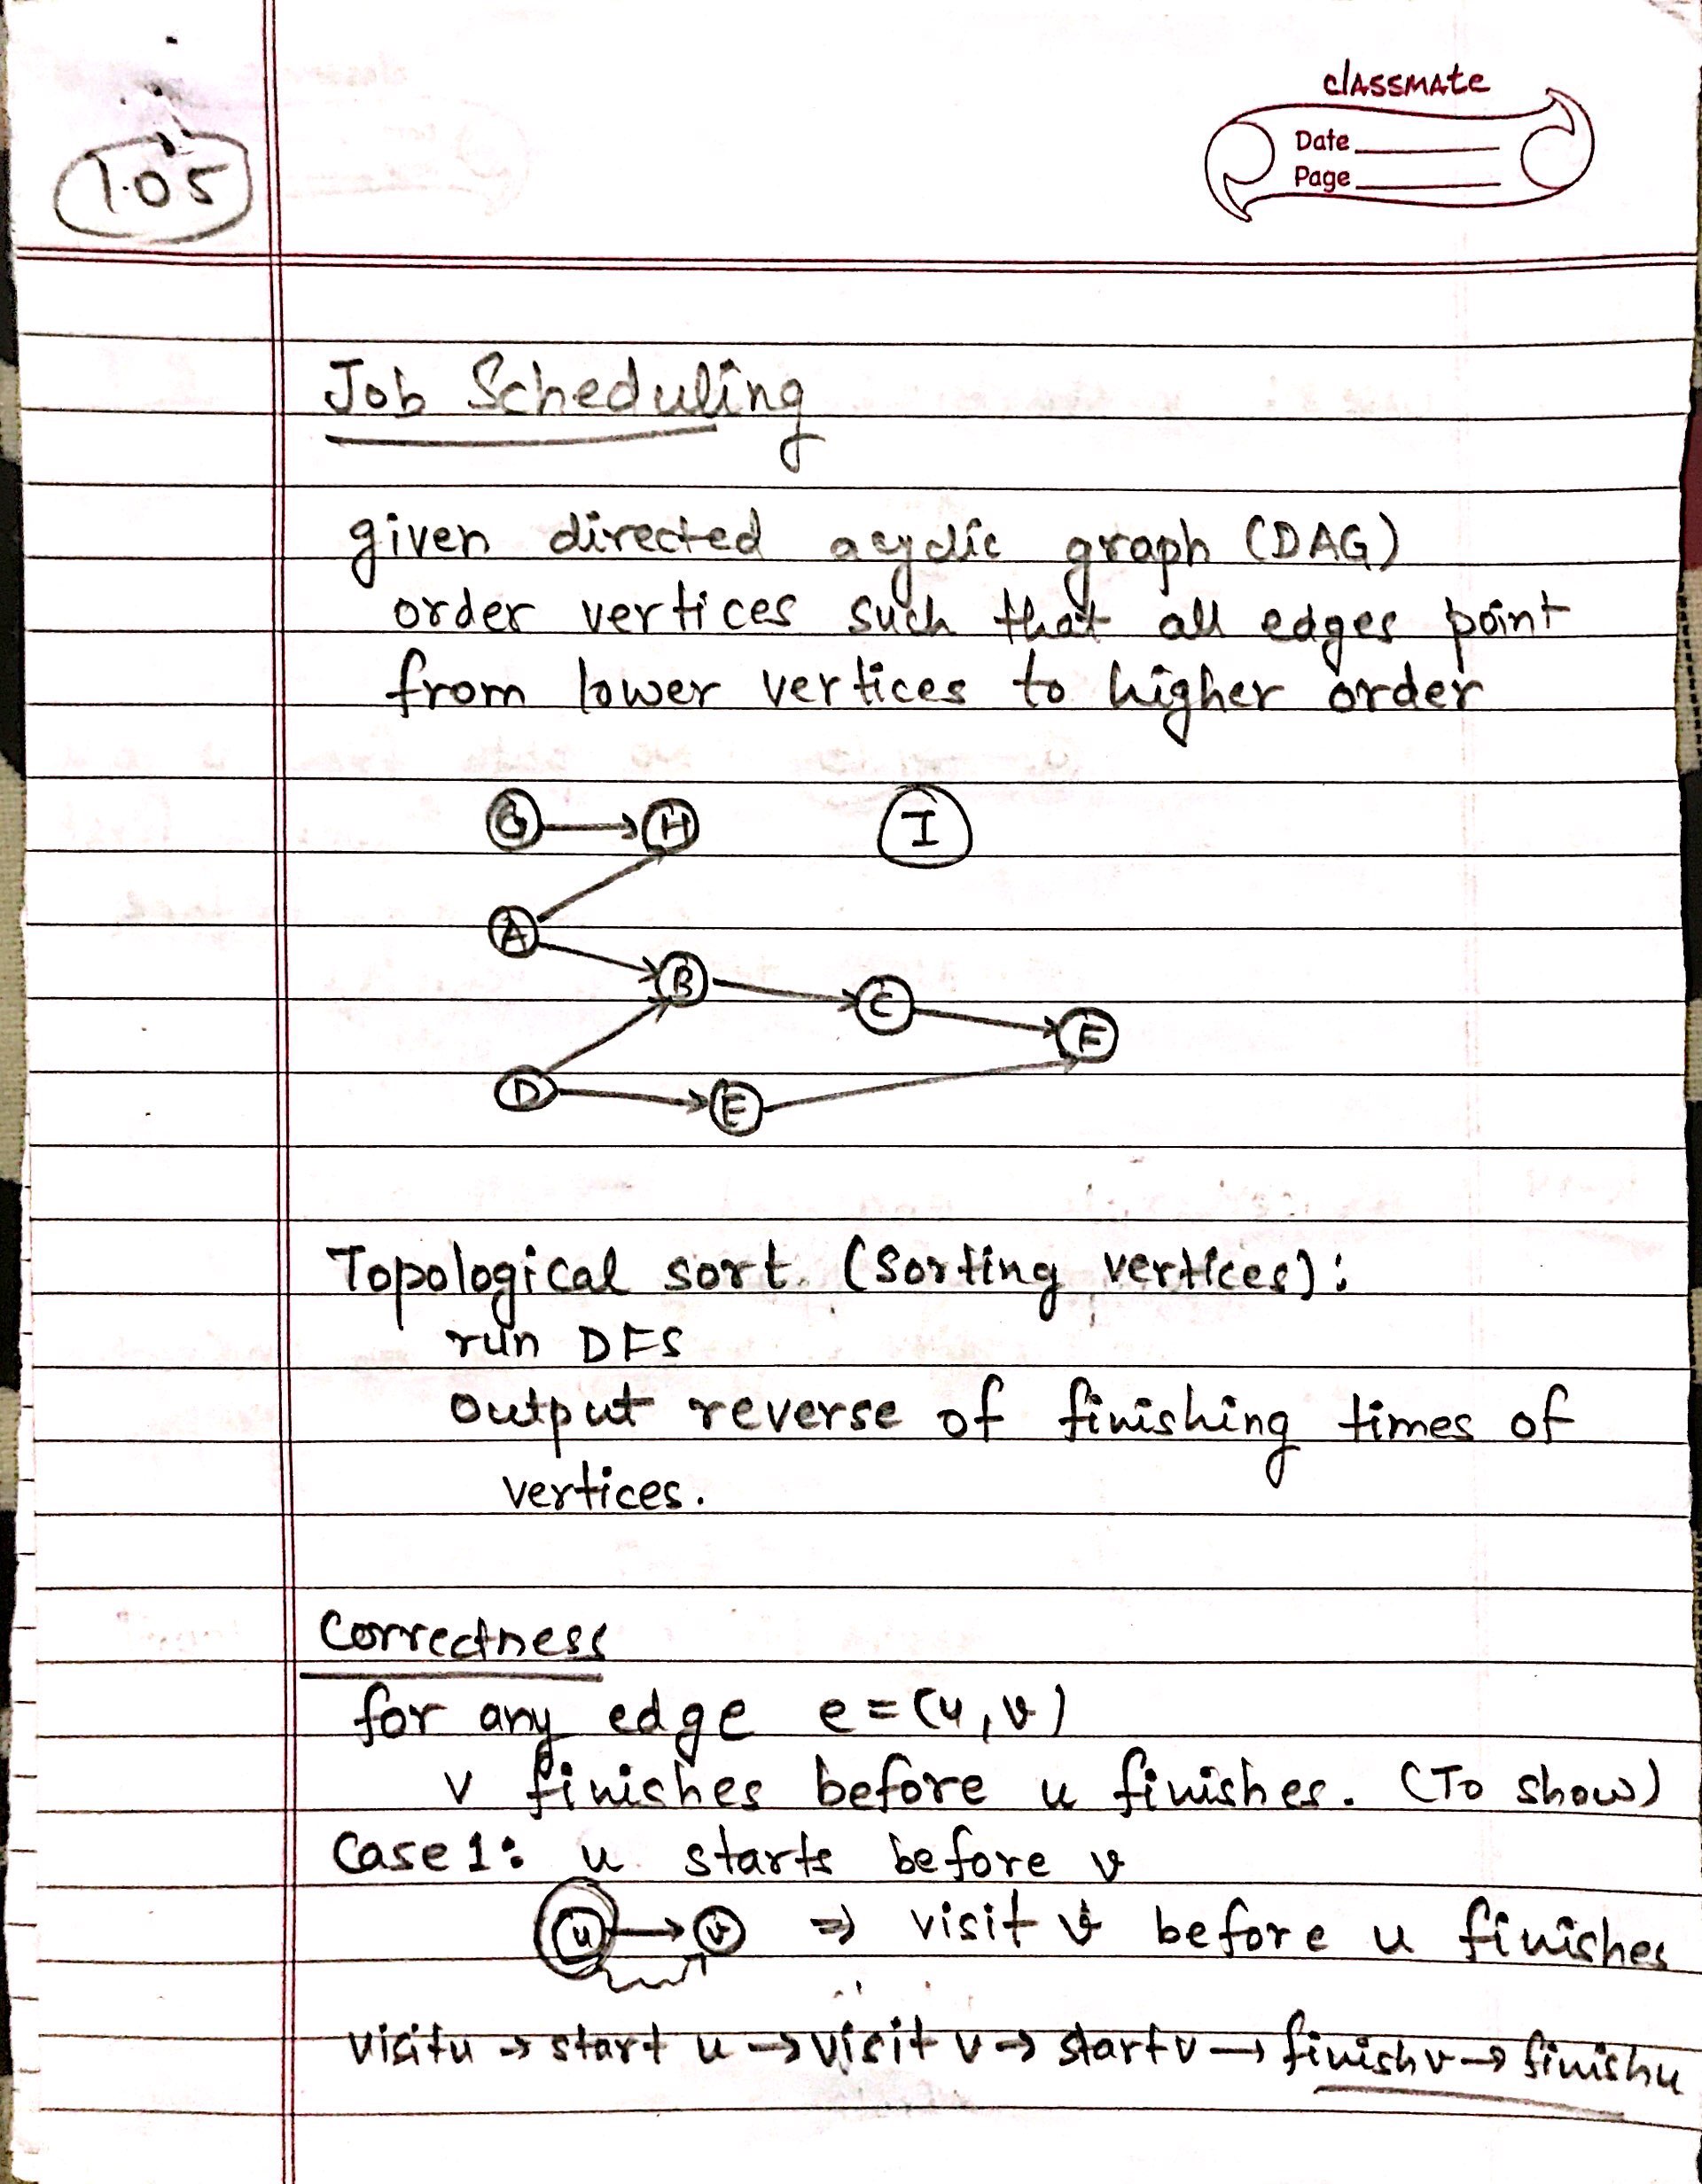 classmate
Date
Page
1.05
Job Scheduling
given directed acyclic graph (DAG)
order vertices such that all edges point
from lower vertices to higher order
G → H I
A
B
C
F
D
E
Topological sort (Sorting vertices):
run DFS
output reverse of finishing times of
vertices.
Correctness
for any edge e = (u, v)
v finishes before u finishes. (To show)
Case 1: u starts before v
u → v ⇒ visit v before u finishes
visit u → start u → visit v → start v → finish v → finish u